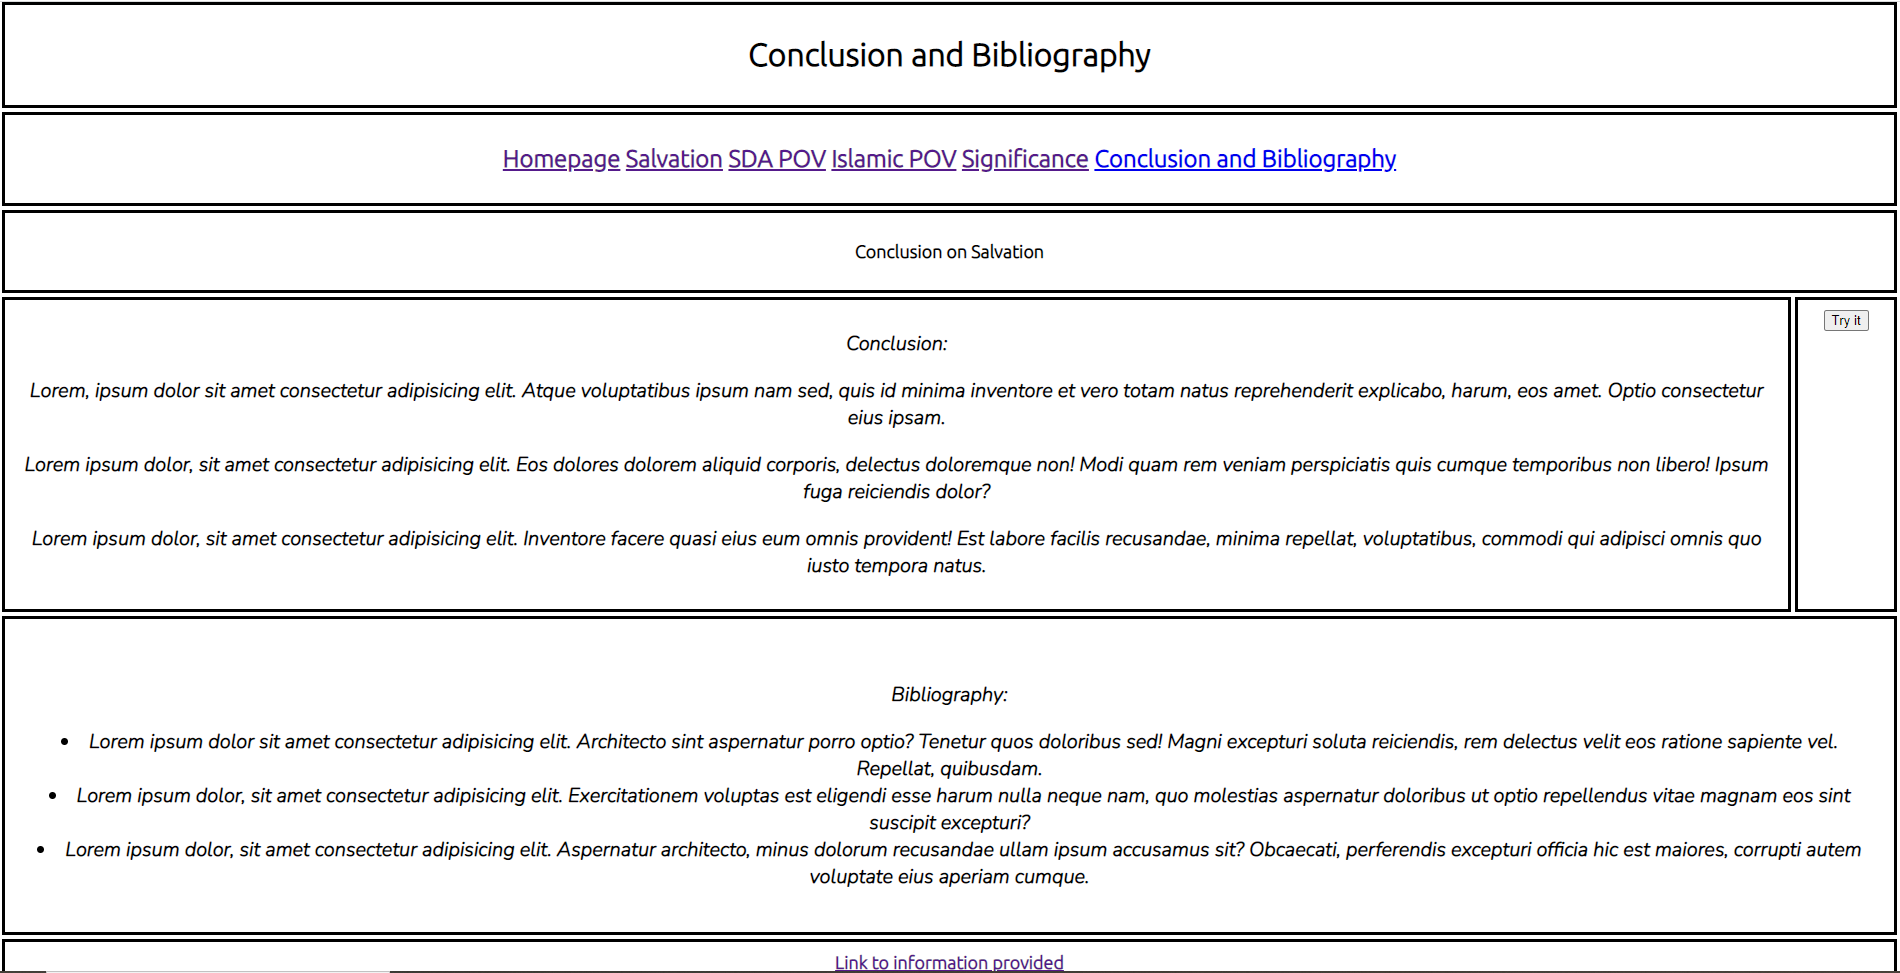 Conclusion and Bibliography
Homepage Salvation SDA POV Islamic POV Significance Conclusion and Bibliography
Conclusion on Salvation
Try it
Conclusion:
Lorem, ipsum dolor sit amet consectetur adipisicing elit. Atque voluptatibus ipsum nam sed, quis id minima inventore et vero totam natus reprehenderit explicabo, harum, eos amet. Optio consectetur
eius ipsam.
Lorem ipsum dolor, sit amet consectetur adipisicing elit. Eos dolores dolorem aliquid corporis, delectus doloremque non! Modi quam rem veniam perspiciatis quis cumque temporibus non libero! Ipsum
fuga reiciendis dolor?
Lorem ipsum dolor, sit amet consectetur adipisicing elit. Inventore facere quasi eius eum omnis provident! Est labore facilis recusandae, minima repellat, voluptatibus, commodi qui adipisci omnis quo
iusto tempora natus.
Bibliography:
• Lorem ipsum dolor sit amet consectetur adipisicing elit. Architecto sint aspernatur porro optio? Tenetur quos doloribus sed! Magni excepturi soluta reiciendis, rem delectus velit eos ratione sapiente vel.
Repellat, quibusdam.
• Lorem ipsum dolor, sit amet consectetur adipisicing elit. Exercitationem voluptas est eligendi esse harum nulla neque nam, quo molestias aspernatur doloribus ut optio repellendus vitae magnam eos sint
suscipit excepturi?
• Lorem ipsum dolor, sit amet consectetur adipisicing elit. Aspernatur architecto, minus dolorum recusandae ullam ipsum accusamus sit? Obcaecati, perferendis excepturi officia hic est maiores, corrupti autem
voluptate eius aperiam cumque.
Link to information provided